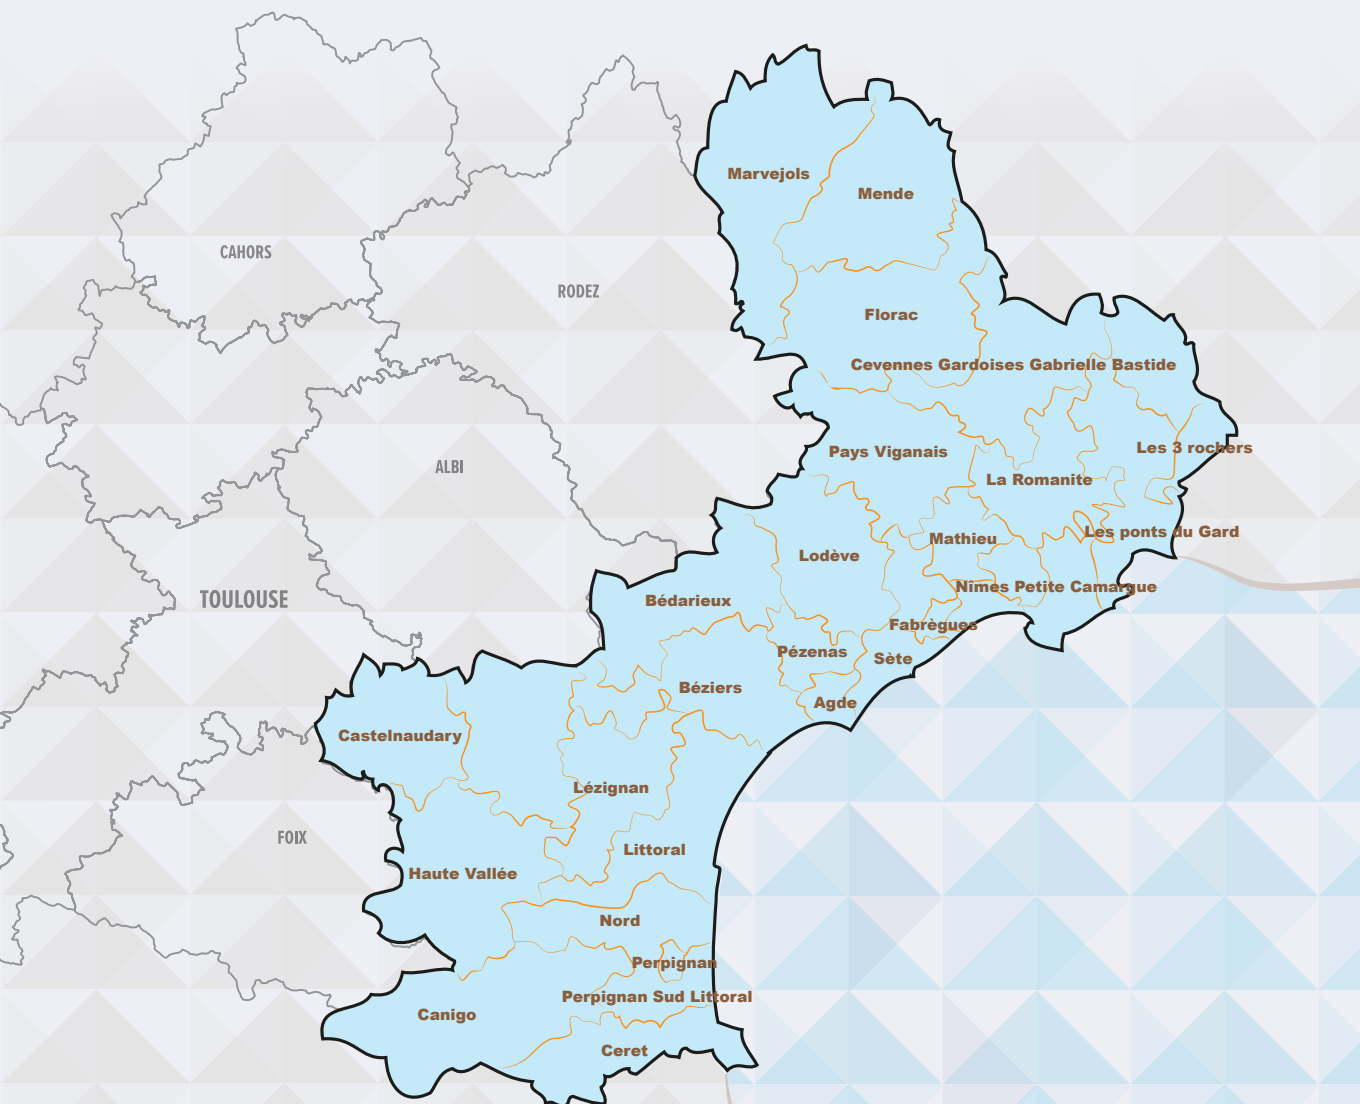 Marvejols
Mende
CAHORS
RODEZ
Florac
Cevennes Gardoises Gabrielle Bastide
Les 3 rochers
Pays Viganais
ALBI
La Romanite
Les ponts du Gard
Mathieu
Lodève
Nîmes Petite Camargue
TOULOUSE
Bédarieux
Fabrègues
Pézenas
Sète
Béziers
Agde
Castelnaudary
Lézignan
FOIX
Littoral
Haute Vallée
Nord
Perpignan
Perpignan Sud Littoral
Canigo
Ceret